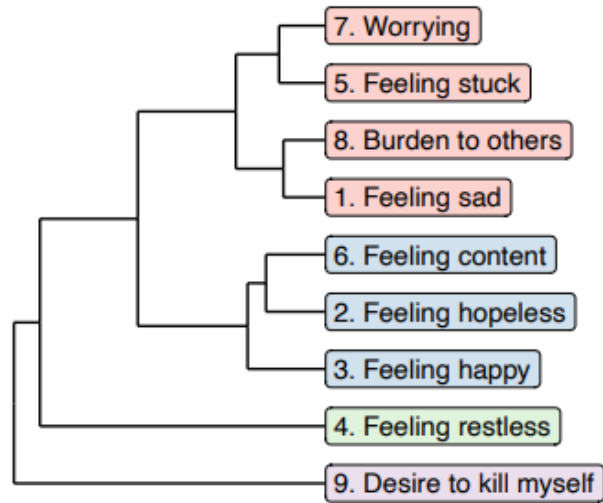 7. Worrying
5. Feeling stuck
8. Burden to others
1. Feeling sad
6. Feeling content
2. Feeling hopeless
3. Feeling happy
4. Feeling restless
9. Desire to kill myself